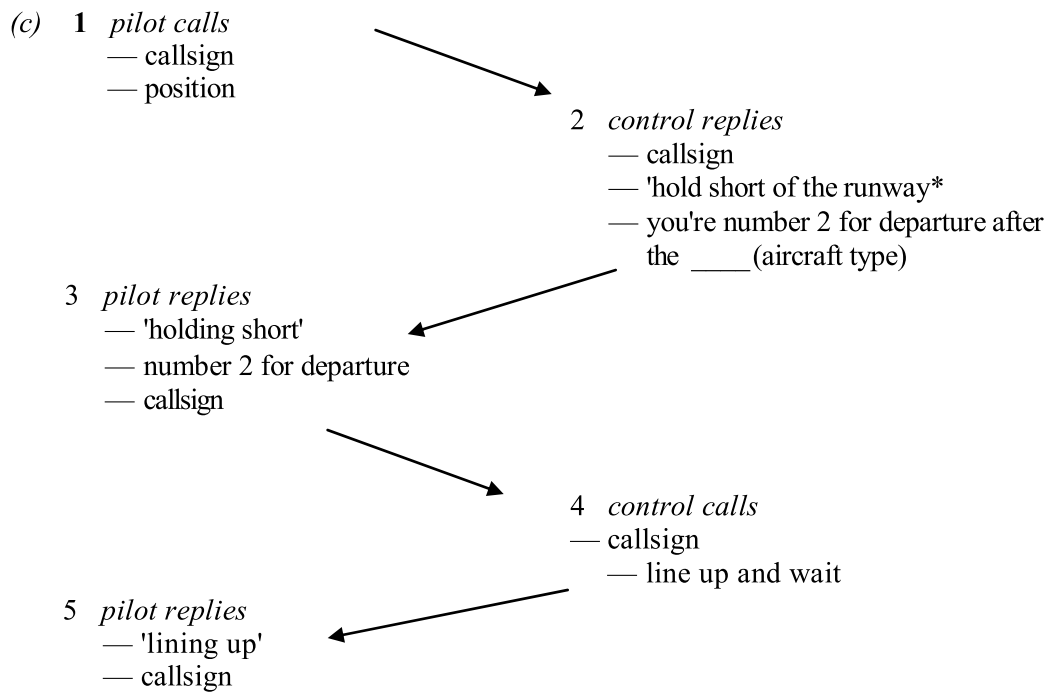 (c) 1 pilot calls
— callsign
— position
2 control replies
— callsign
— 'hold short of the runway*
— you're number 2 for departure after
the ____ (aircraft type)
3 pilot replies
— 'holding short'
— number 2 for departure
— callsign
4 control calls
— callsign
— line up and wait
5 pilot replies
— 'lining up'
— callsign